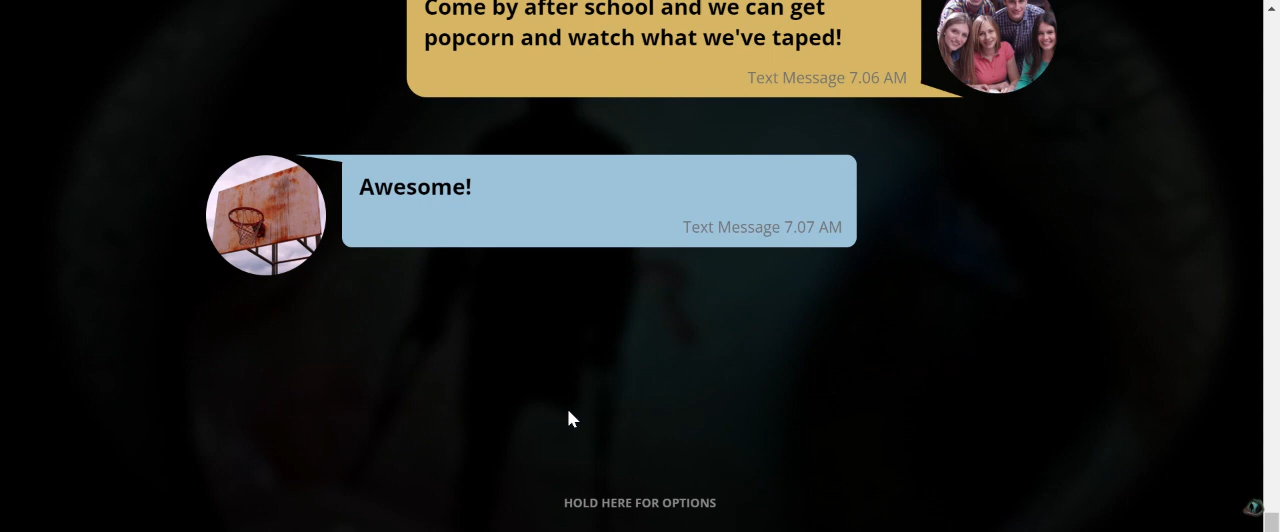 Come by after school and we can get
popcorn and watch what we've taped!
Text Message 7.06 AM
Awesome!
Text Message 7.07 AM
HOLD HERE FOR OPTIONS